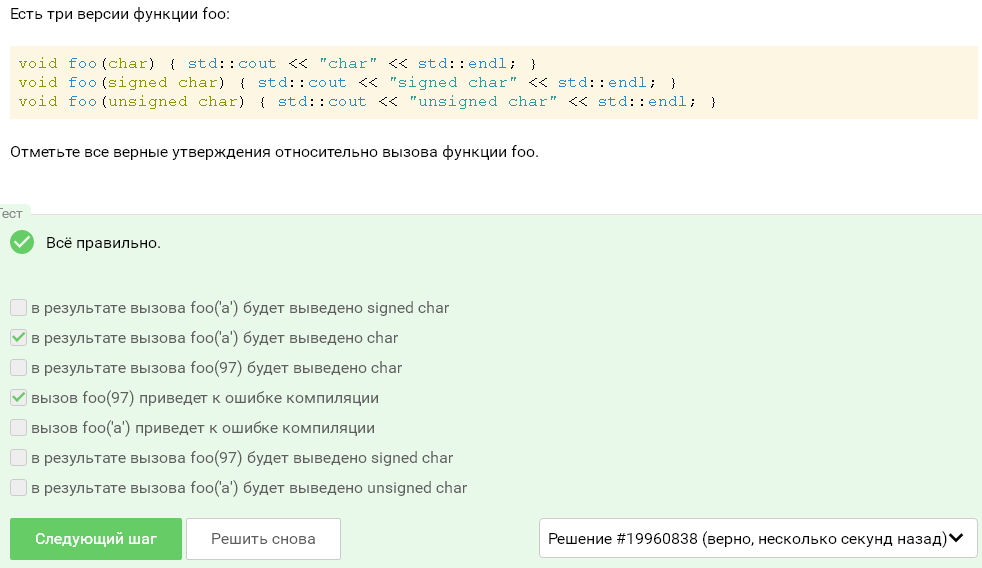 Есть три версии функции foo:
void foo(char) { std::cout << "char" << std::endl; }
void foo(signed char) { std::cout << "signed char" << std::endl; }
void foo(unsigned char) { std::cout << "unsigned char" << std::endl; }
Отметьте все верные утверждения относительно вызова функции foo.
Тест
Всё правильно.
в результате вызова foo('a') будет выведено signed char
в результате вызова foo('a') будет выведено char
в результате вызова foo(97) будет выведено char
вызов foo(97) приведет к ошибке компиляции
вызов foo('a') приведет к ошибке компиляции
в результате вызова foo(97) будет выведено signed char
в результате вызова foo('a') будет выведено unsigned char
Следующий шаг
Решить снова
Решение #19960838 (верно, несколько секунд назад)